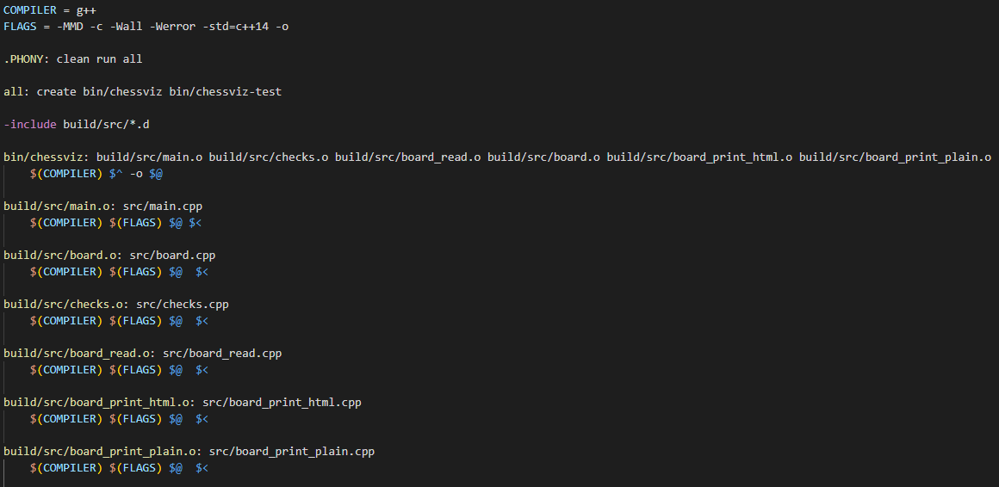 COMPILER = g++
FLAGS = -MMD -c -Wall -Werror -std=c++14 -o
.PHONY: clean run all
all: create bin/chessviz bin/chessviz-test
-include build/src/*.d
bin/chessviz: build/src/main.o build/src/checks.o build/src/board_read.o build/src/board.o build/src/board_print_html.o build/src/board_print_plain.o
    $(COMPILER) $^ -o $@
build/src/main.o: src/main.cpp
    $(COMPILER) $(FLAGS) $@ $<
build/src/board.o: src/board.cpp
    $(COMPILER) $(FLAGS) $@  $<
build/src/checks.o: src/checks.cpp
    $(COMPILER) $(FLAGS) $@  $<
build/src/board_read.o: src/board_read.cpp
    $(COMPILER) $(FLAGS) $@  $<
build/src/board_print_html.o: src/board_print_html.cpp
    $(COMPILER) $(FLAGS) $@  $<
build/src/board_print_plain.o: src/board_print_plain.cpp
    $(COMPILER) $(FLAGS) $@  $<